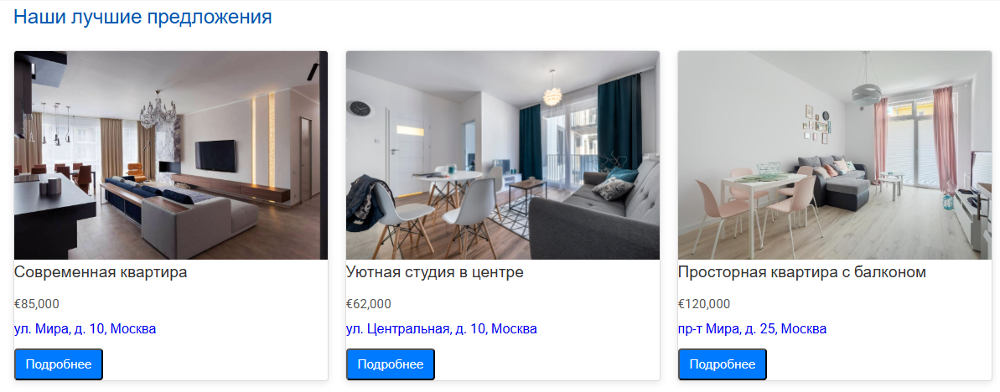 Наши лучшие предложения
Современная квартира
€85,000
ул. Мира, д. 10, Москва
Подробнее
Уютная студия в центре
€62,000
ул. Центральная, д. 10, Москва
Подробнее
Просторная квартира с балконом
€120,000
пр-т Мира, д. 25, Москва
Подробнее